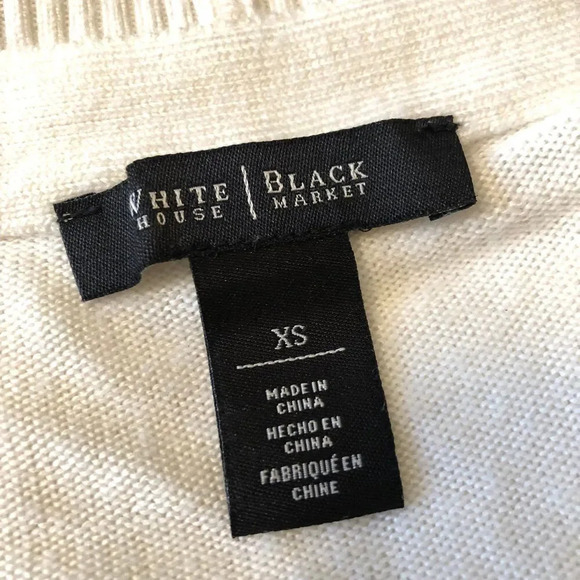 WHITE | BLACK
HOUSE | MARKET
XS
MADE IN
CHINA
HECHO EN
CHINA
FABRIQUÉ EN
CHINE